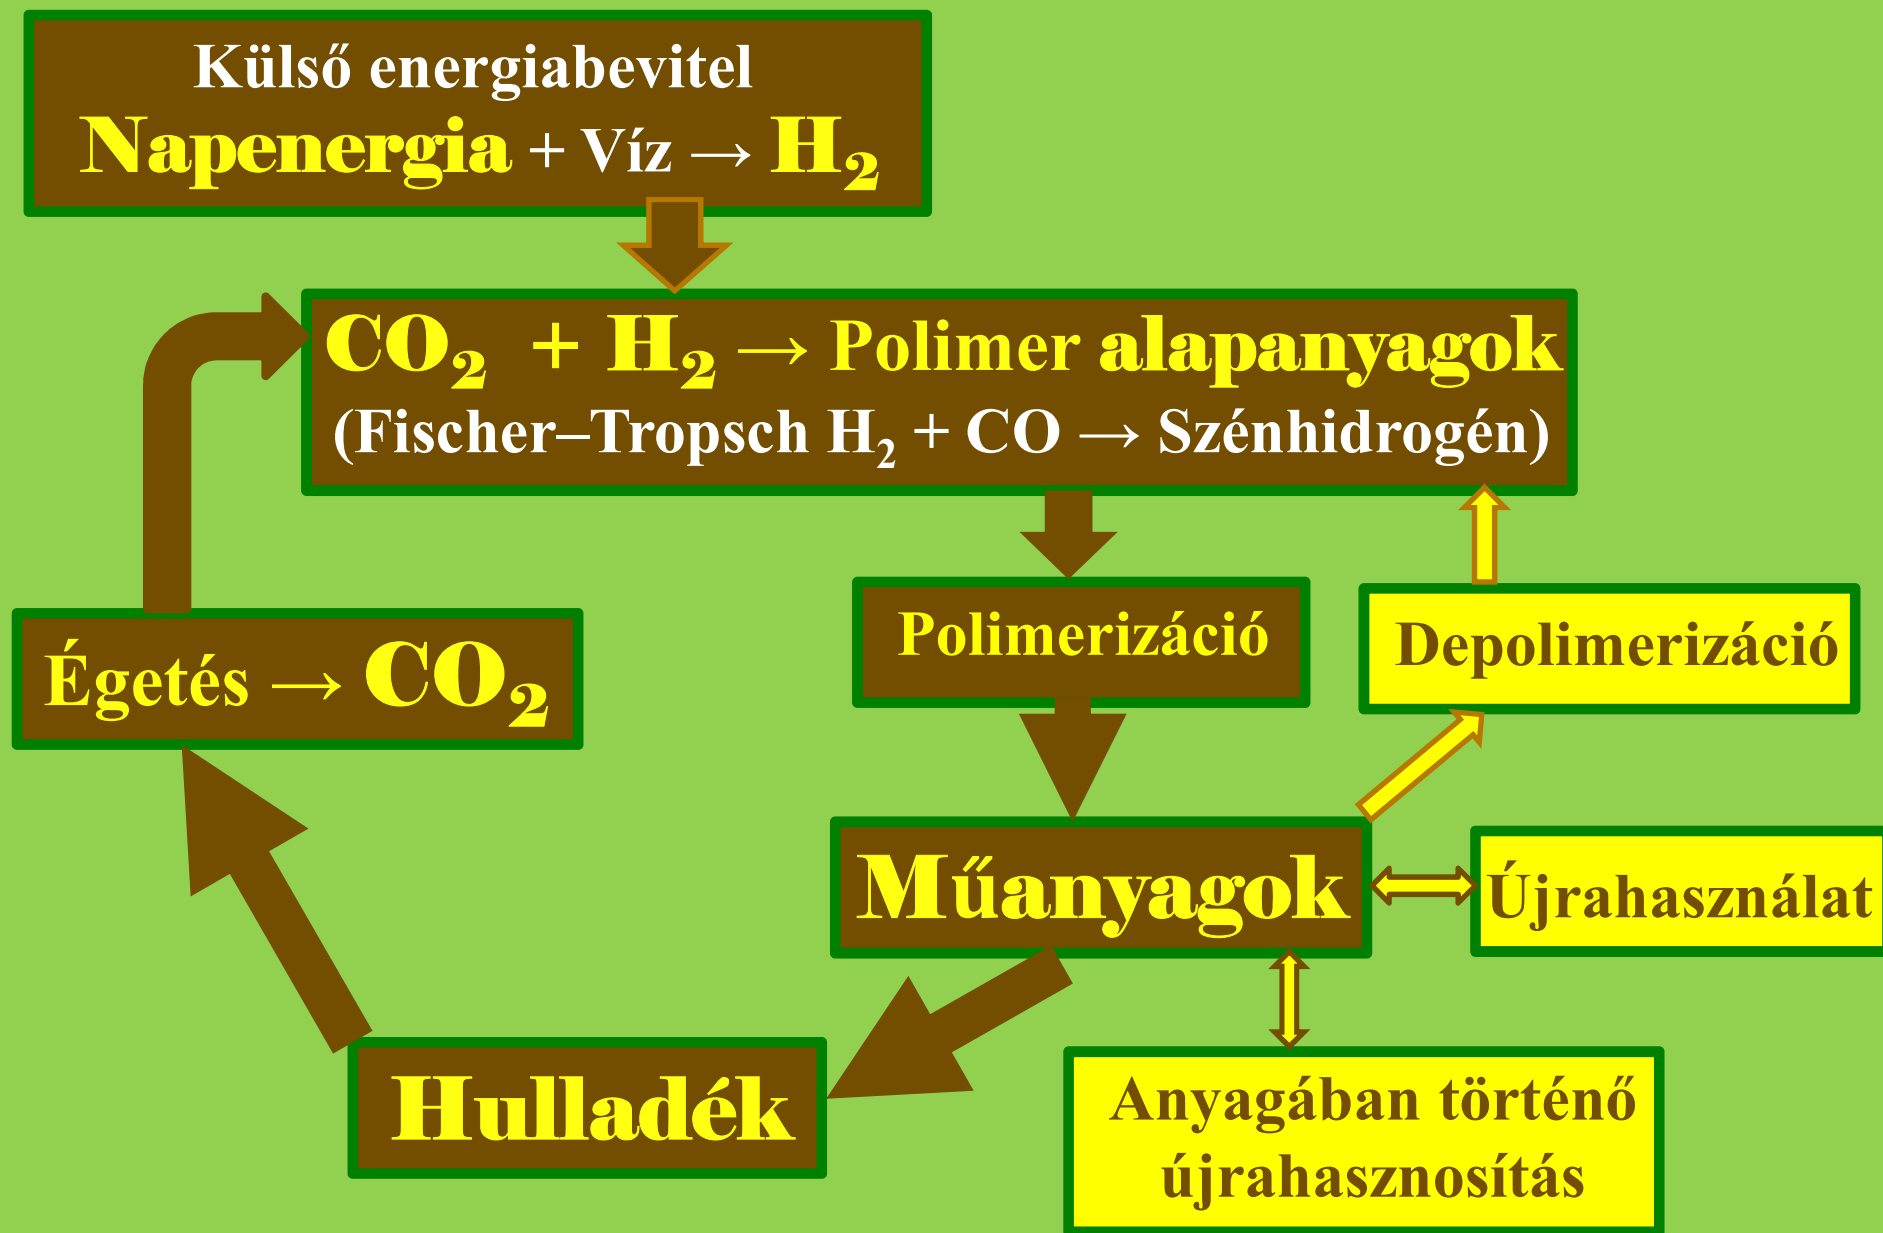 Külső energiabevitel
Napenergia + Víz → H₂
CO₂ + H₂ → Polimer alapanyagok
(Fischer–Tropsch H₂ + CO → Szénhidrogén)
Polimerizáció
Depolimerizáció
Égetés → CO₂
Műanyagok
Újrahasználat
Hulladék
Anyagában történő
újrahasznosítás